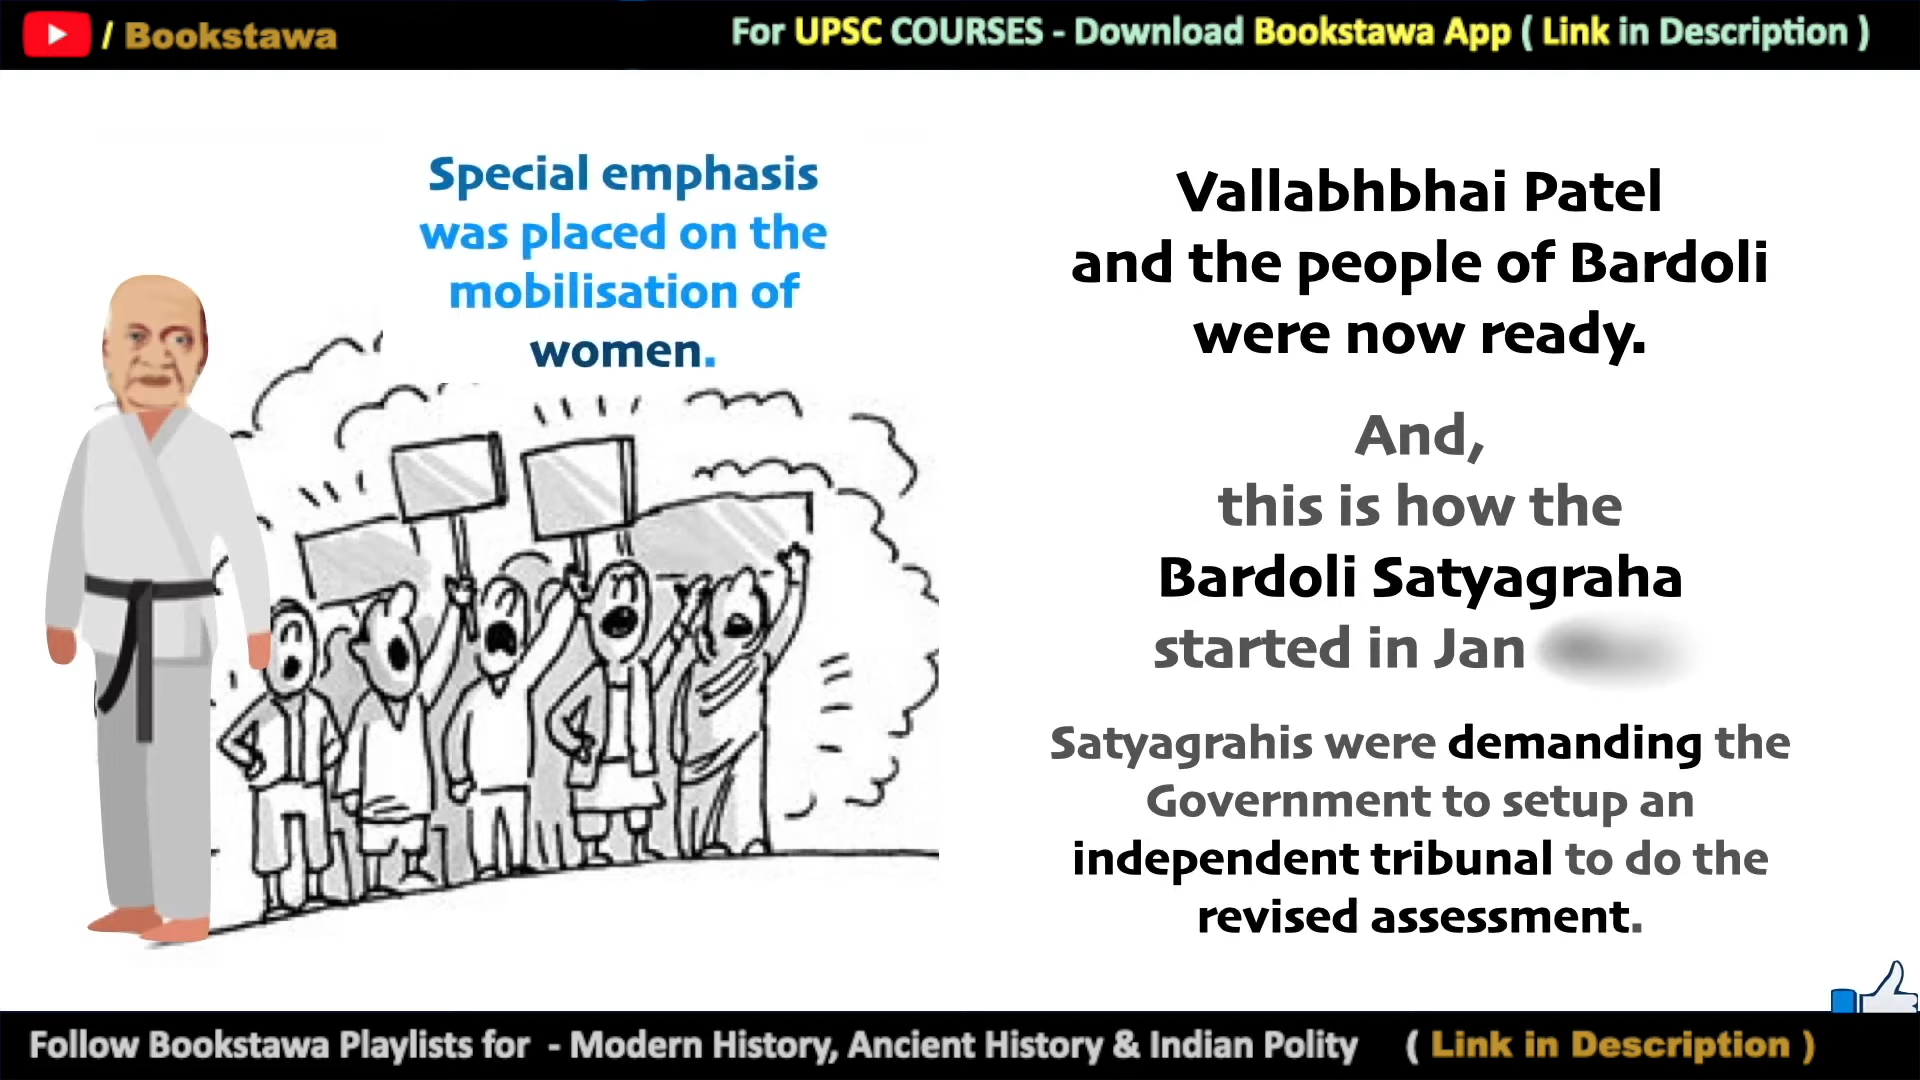 / Bookstawa
For UPSC COURSES - Download Bookstawa App ( Link in Description )
Special emphasis
was placed on the
mobilisation of
women.
Vallabhbhai Patel
and the people of Bardoli
were now ready.
And,
this is how the
Bardoli Satyagraha
started in Jan
Satyagrahis were demanding the
Government to setup an
independent tribunal to do the
revised assessment.
Follow Bookstawa Playlists for - Modern History, Ancient History & Indian Polity ( Link in Description )